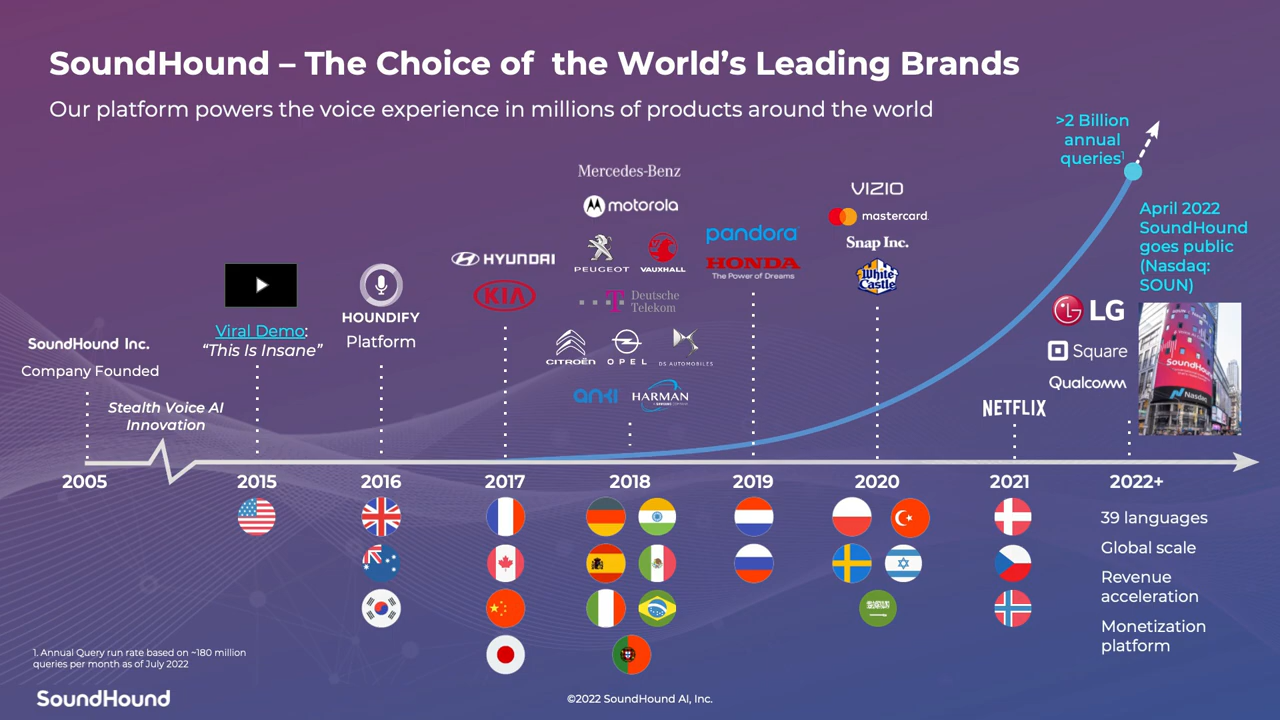 SoundHound – The Choice of  the World's Leading Brands
Our platform powers the voice experience in millions of products around the world
>2 Billion
annual
queries1
April 2022
SoundHound
goes public
(Nasdaq:
SOUN)
SoundHound Inc.
Company Founded
Stealth Voice AI
Innovation
Viral Demo:
“This Is Insane”
HOUNDIFY
Platform
HYUNDAI
KIA
Mercedes-Benz
motorola
PEUGEOT
VAUXHALL
Deutsche
Telekom
CITROËN
OPEL
DS AUTOMOBILES
anki
HARMAN
pandora
HONDA
The Power of Dreams
VIZIO
mastercard.
Snap Inc.
White
Castle
NETFLIX
LG
Square
Qualcomm
SoundHound
Nasdaq
2005
2015
2016
2017
2018
2019
2020
2021
2022+
39 languages
Global scale
Revenue
acceleration
Monetization
platform
1. Annual Query run rate based on ~180 million
queries per month as of July 2022
SoundHound
©2022 SoundHound AI, Inc.